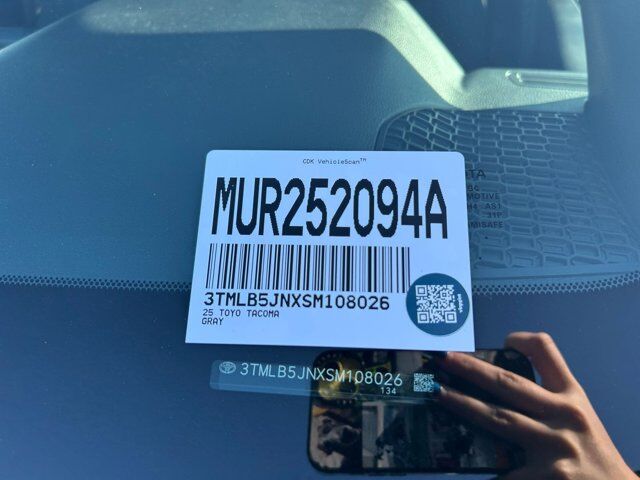 CDK VehicleScan™
MUR252094A
3TMLB5JNXSM108026
25 TOYO TACOMA
GRAY
3TMLB5JNXSM108026
134